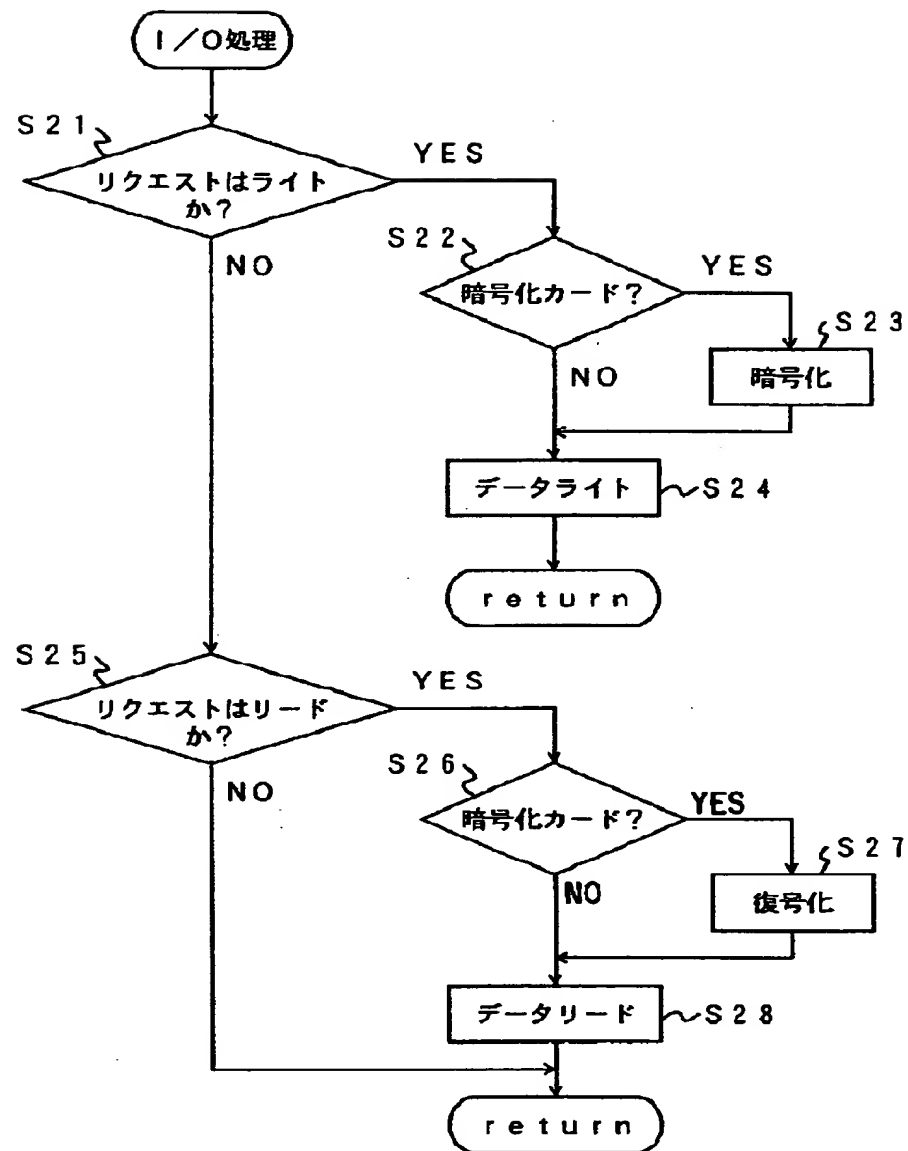 I/O処理
S21
リクエストはライト
か?
YES
NO
S22
暗号化カード?
YES
S23
暗号化
NO
データライト
S24
return
S25
リクエストはリード
か?
YES
NO
S26
暗号化カード?
YES
S27
復号化
NO
データリード
S28
return